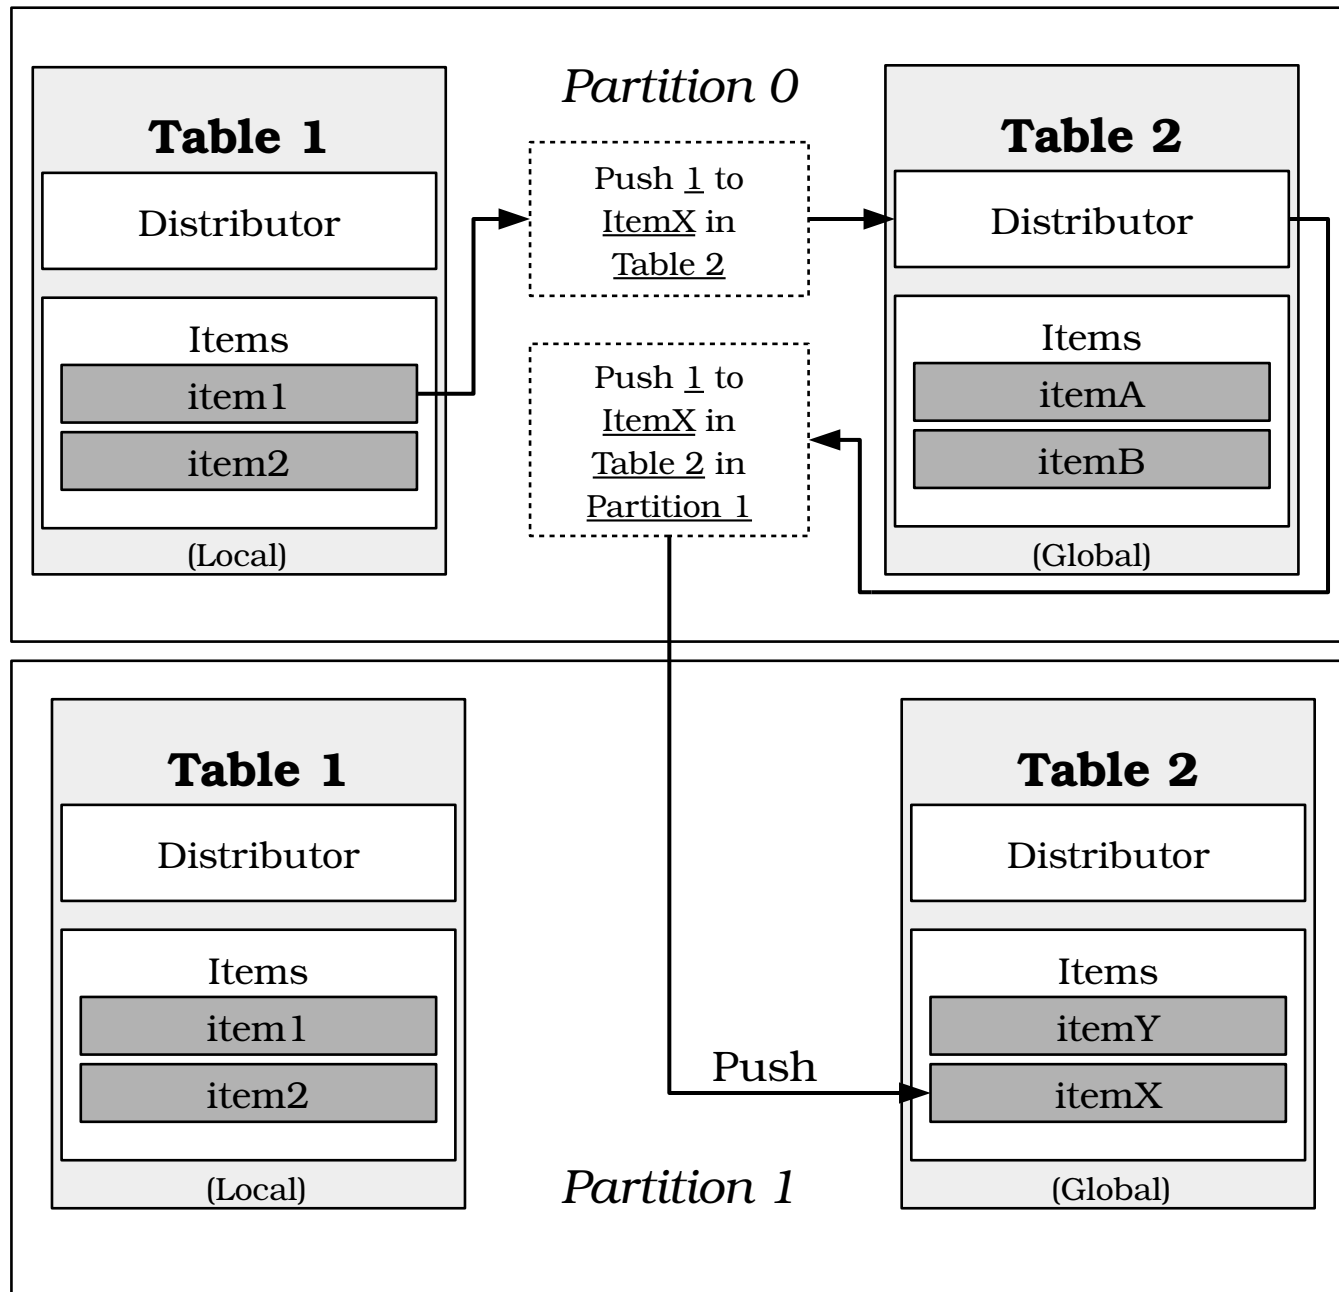 Partition 0
Table 1
Distributor
Items
item1
item2
(Local)
Push 1 to
ItemX in
Table 2
Push 1 to
ItemX in
Table 2 in
Partition 1
Table 2
Distributor
Items
itemA
itemB
(Global)
Table 1
Distributor
Items
item1
item2
(Local)
Push
Partition 1
Table 2
Distributor
Items
itemY
itemX
(Global)